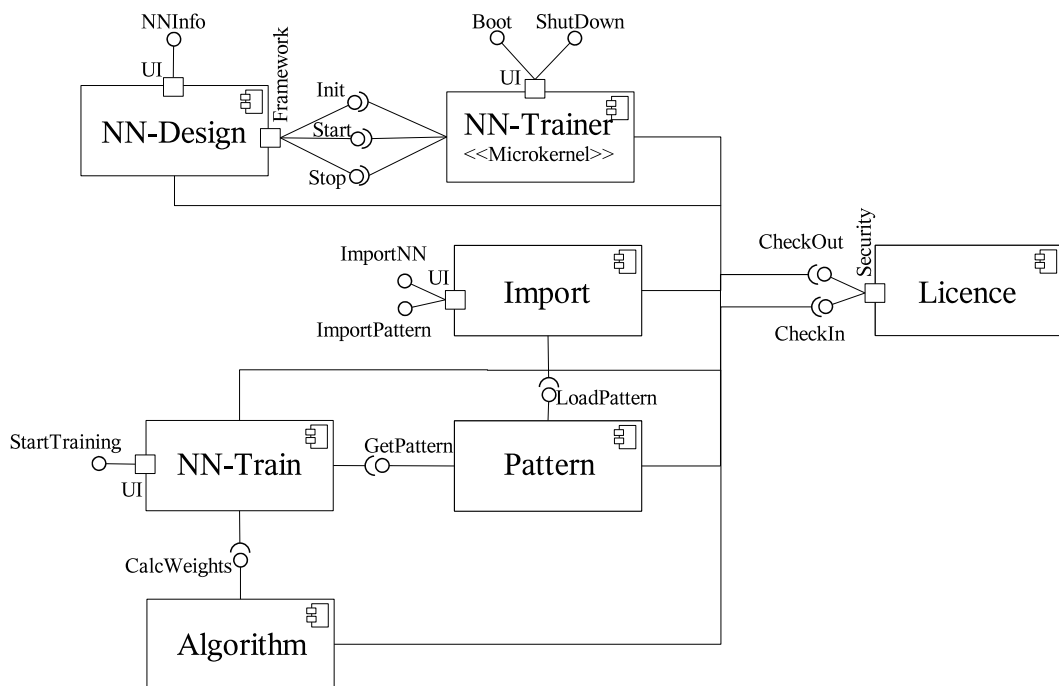 NNInfo
Boot
ShutDown
UI
Framework
UI
Init
NN-Design
Start
NN-Trainer
<<Microkernel>>
Stop
ImportNN
UI
Import
ImportPattern
CheckOut
Security
Licence
CheckIn
LoadPattern
StartTraining
NN-Train
UI
GetPattern
Pattern
CalcWeights
Algorithm